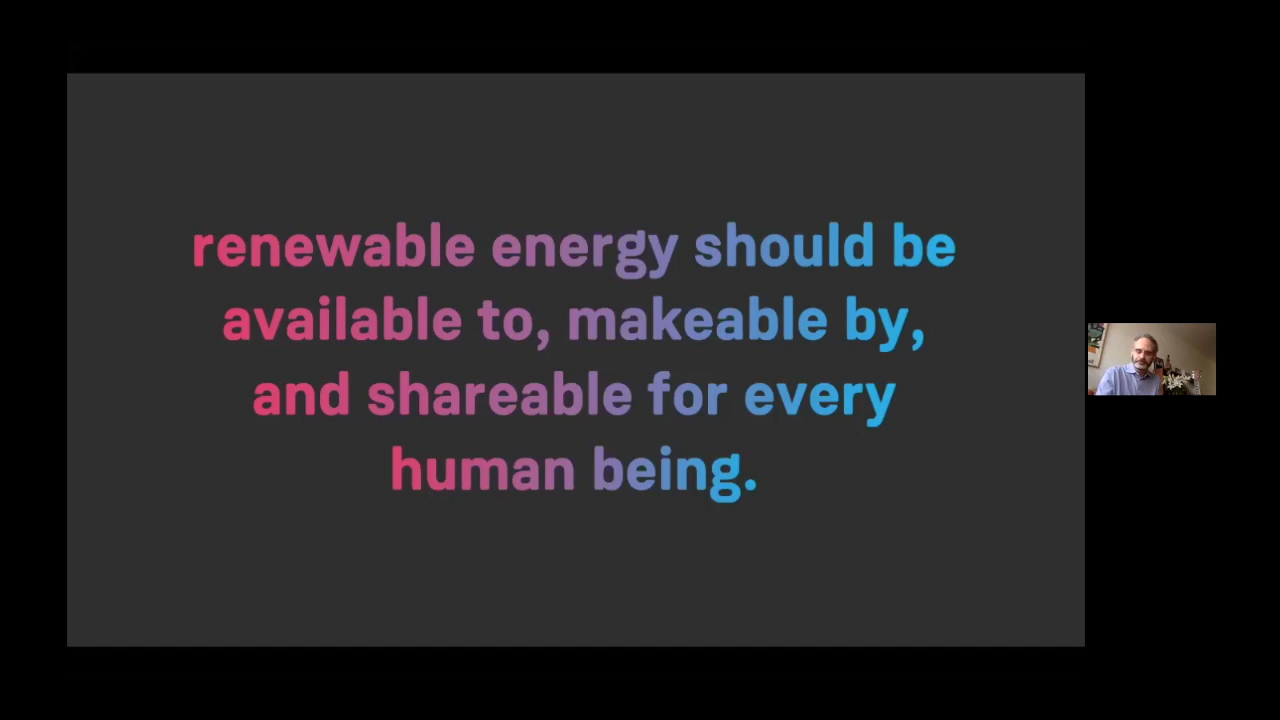 renewable energy should be
available to, makeable by,
and shareable for every
human being.